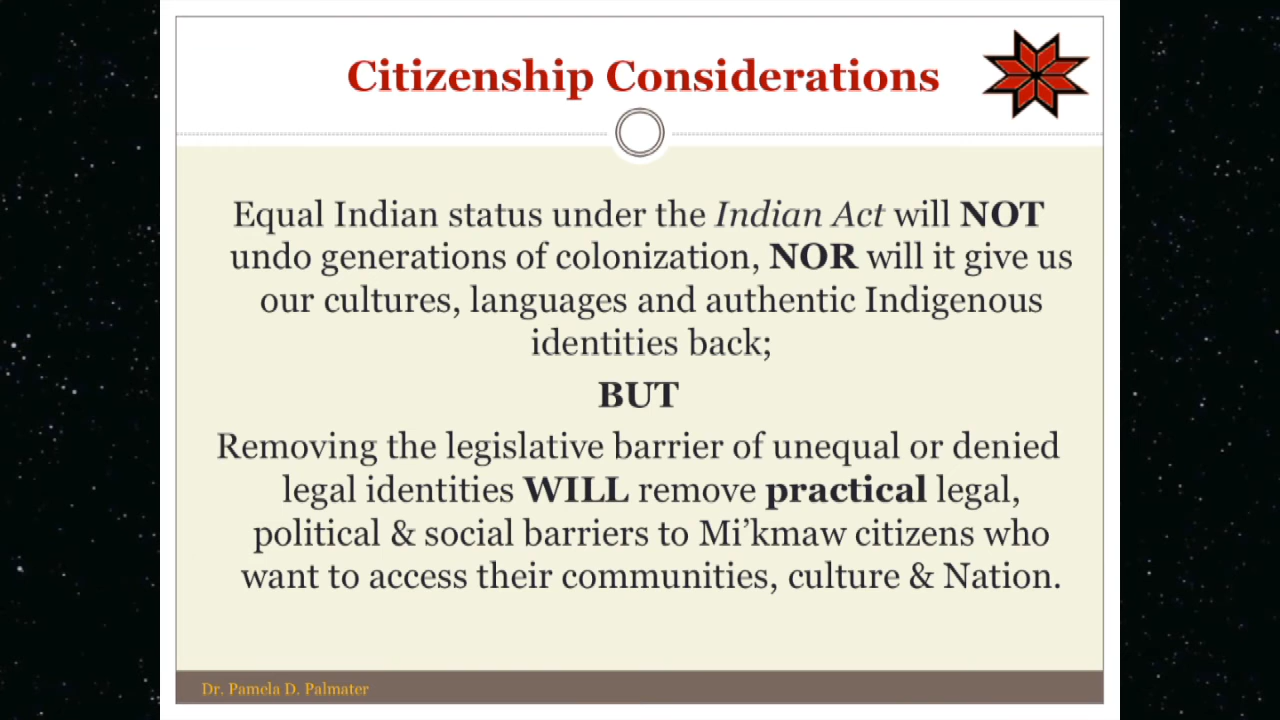 Citizenship Considerations
Equal Indian status under the Indian Act will NOT
undo generations of colonization, NOR will it give us
our cultures, languages and authentic Indigenous
identities back;
BUT
Removing the legislative barrier of unequal or denied
legal identities WILL remove practical legal,
political & social barriers to Mi’kmaw citizens who
want to access their communities, culture & Nation.
Dr. Pamela D. Palmater